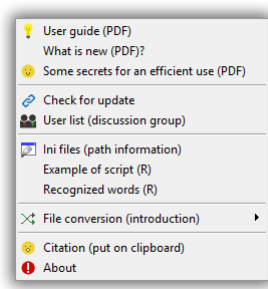 User guide (PDF)
What is new (PDF)?
Some secrets for an efficient use (PDF)
Check for update
User list (discussion group)
Ini files (path information)
Example of script (R)
Recognized words (R)
File conversion (introduction)
Citation (put on clipboard)
About